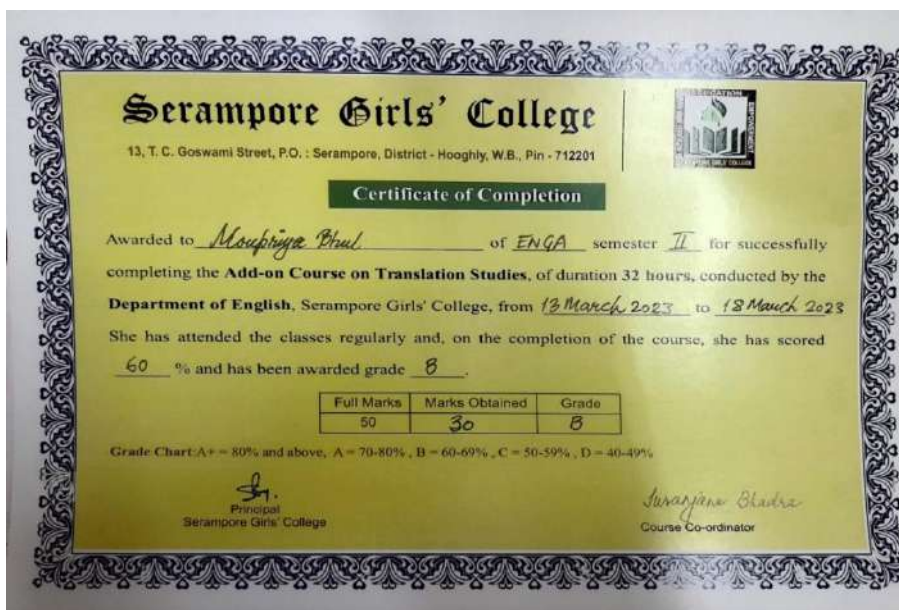 Serampore Girls' College
13, T. C. Goswami Street, P.O. : Serampore, District - Hooghly, W.B., Pin - 712201
EDUCATION
EMPOWERMENT
Certificate of Completion
Awarded to Moupriya Bhul of ENGA semester II for successfully
completing the Add-on Course on Translation Studies, of duration 32 hours, conducted by the
Department of English, Serampore Girls' College, from 13 March 2023 to 18 March 2023
She has attended the classes regularly and, on the completion of the course, she has scored
60 % and has been awarded grade B .
Full Marks Marks Obtained Grade
50 30 B
Grade Chart: A+ = 80% and above, A = 70-80% , B = 60-69% , C = 50-59% , D = 40-49%
Principal
Serampore Girls' College
Suranjana Bhadra
Course Co-ordinator